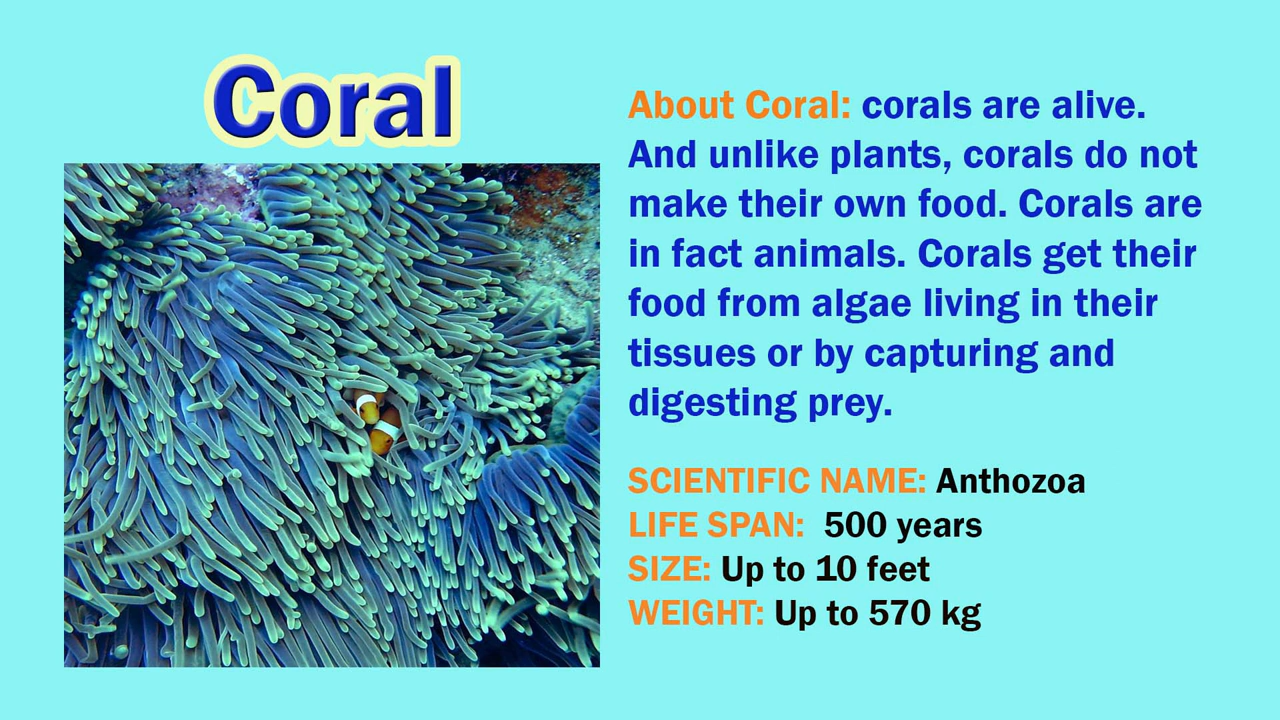 Coral
About Coral: corals are alive.
And unlike plants, corals do not
make their own food. Corals are
in fact animals. Corals get their
food from algae living in their
tissues or by capturing and
digesting prey.
SCIENTIFIC NAME: Anthozoa
LIFE SPAN: 500 years
SIZE: Up to 10 feet
WEIGHT: Up to 570 kg